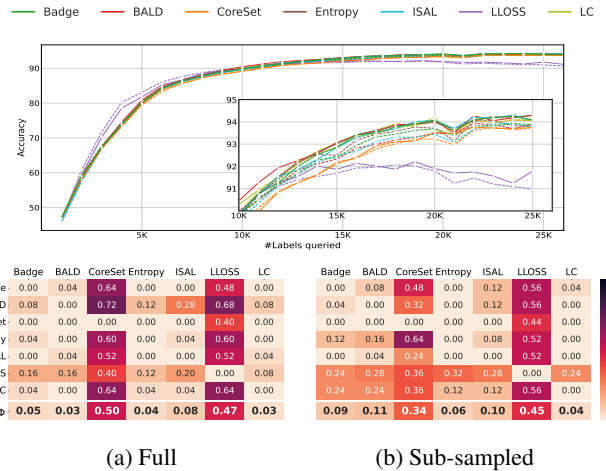 Badge BALD CoreSet Entropy ISAL LLOSS LC
90
80
70
60
50
Accuracy
95
94
93
92
91
10K 15K 20K 25K
5K 10K 15K 20K 25K
#Labels queried
Badge BALD CoreSet Entropy ISAL LLOSS LC
e 0.00 0.04 0.64 0.00 0.00 0.48 0.00
D 0.08 0.00 0.72 0.12 0.28 0.68 0.08
et 0.00 0.00 0.00 0.00 0.00 0.40 0.00
y 0.04 0.00 0.60 0.00 0.00 0.60 0.00
L 0.04 0.00 0.52 0.00 0.00 0.52 0.04
S 0.16 0.16 0.40 0.12 0.20 0.00 0.08
C 0.04 0.00 0.64 0.04 0.04 0.64 0.00
Φ 0.05 0.03 0.50 0.04 0.08 0.47 0.03
Badge BALD CoreSet Entropy ISAL LLOSS LC
0.00 0.08 0.48 0.00 0.12 0.56 0.04
0.04 0.00 0.32 0.00 0.12 0.56 0.00
0.00 0.00 0.00 0.00 0.00 0.44 0.00
0.12 0.16 0.64 0.00 0.08 0.52 0.00
0.00 0.04 0.24 0.00 0.00 0.52 0.00
0.24 0.28 0.36 0.32 0.28 0.00 0.24
0.24 0.24 0.36 0.12 0.12 0.56 0.00
0.09 0.11 0.34 0.06 0.10 0.45 0.04
(a) Full
(b) Sub-sampled